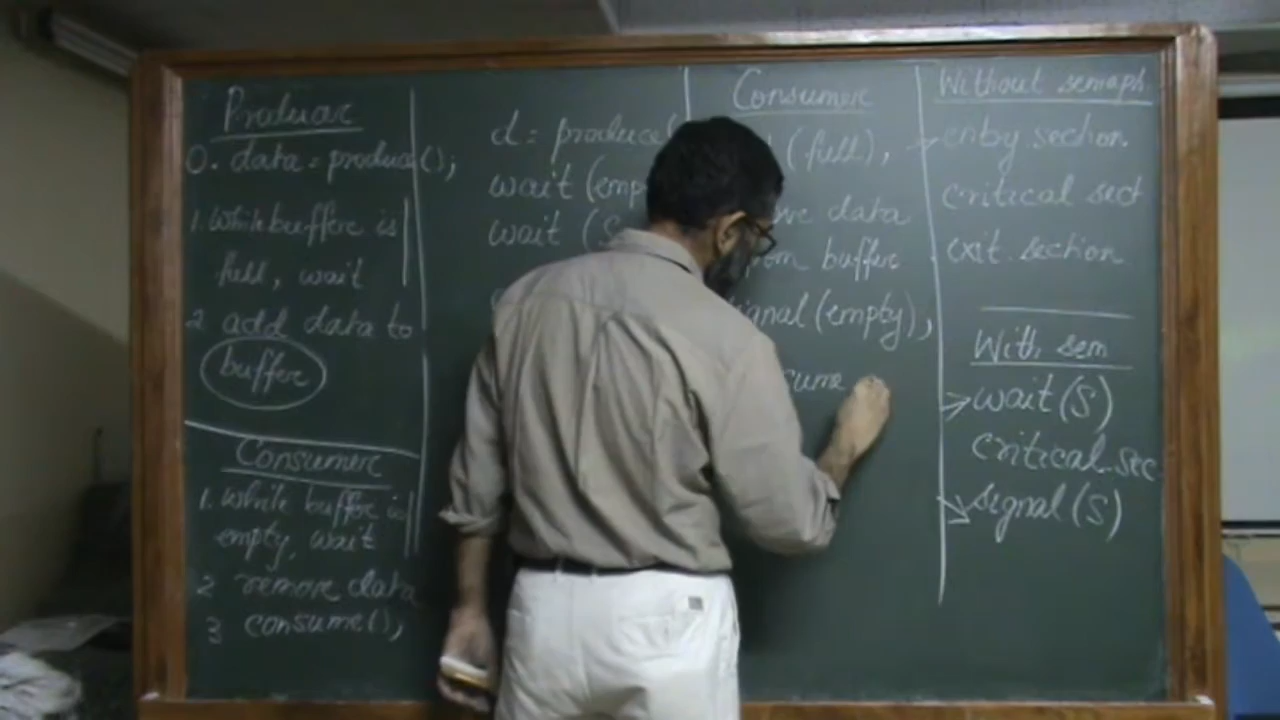 Producer
0. data = produce();
1. while buffer is
full, wait
2 add data to
buffer
Consumer
1. while buffer is
empty, wait
2 remove data
3 consume();
d = produce(
wait (emp
wait (S
Consumer
(full),
ve data
om buffer
ignal (empty),
sume
Without semaph
entry section.
critical sect
exit section
With sem
wait (S)
critical sec
signal (S)